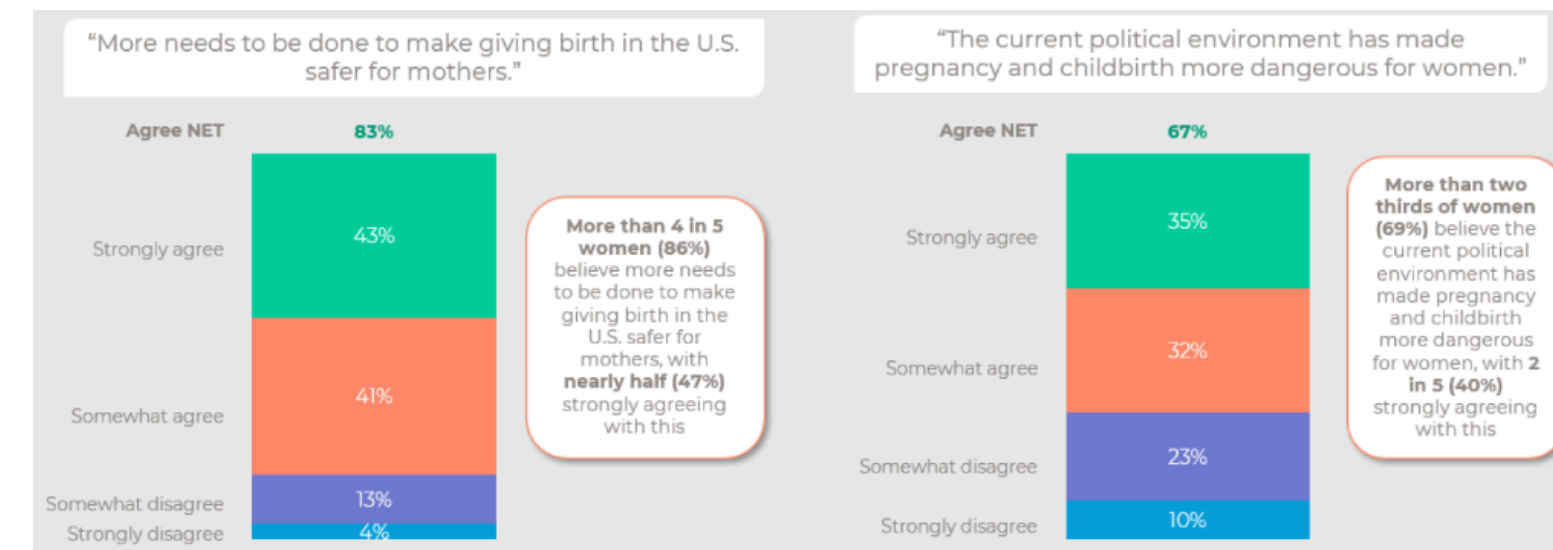 “More needs to be done to make giving birth in the U.S.
safer for mothers.”
Agree NET
83%
Strongly agree
43%
Somewhat agree
41%
Somewhat disagree
13%
Strongly disagree
4%
More than 4 in 5
women (86%)
believe more needs
to be done to make
giving birth in the
U.S. safer for
mothers, with
nearly half (47%)
strongly agreeing
with this
“The current political environment has made
pregnancy and childbirth more dangerous for women.”
Agree NET
67%
Strongly agree
35%
Somewhat agree
32%
Somewhat disagree
23%
Strongly disagree
10%
More than two
thirds of women
(69%) believe the
current political
environment has
made pregnancy
and childbirth
more dangerous
for women, with 2
in 5 (40%)
strongly agreeing
with this